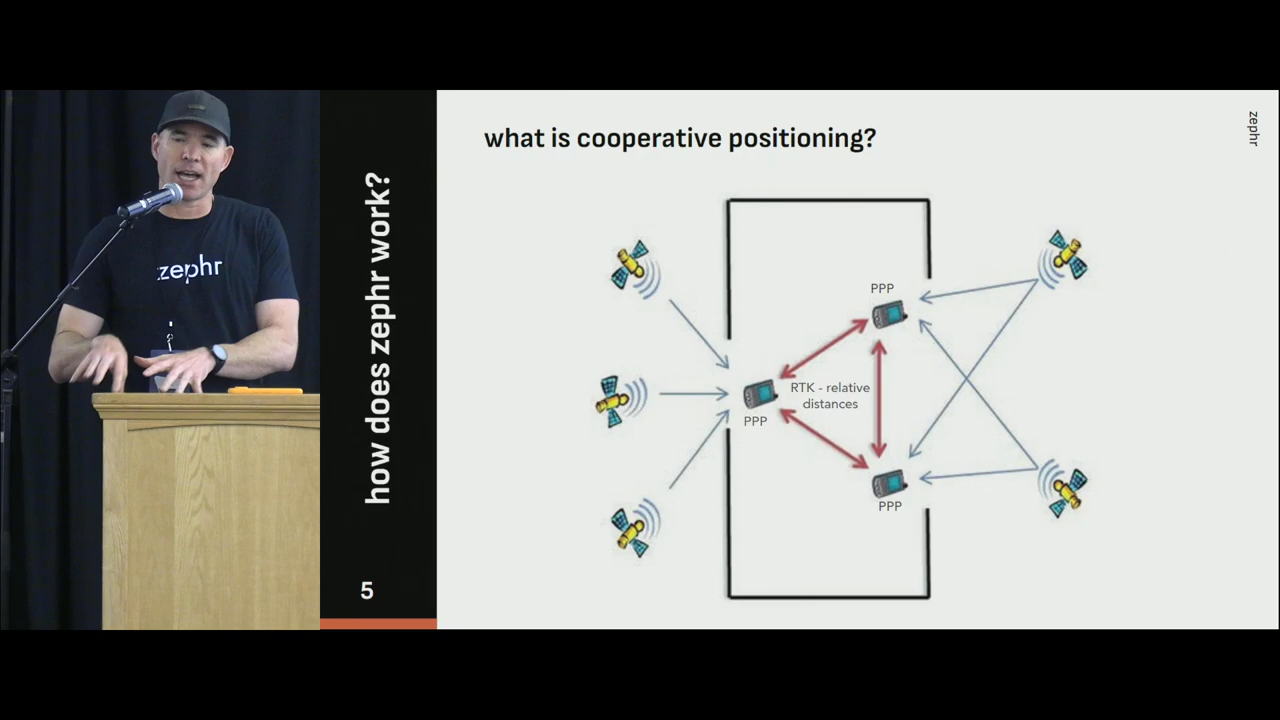 zephr
how does zephr work?
5
what is cooperative positioning?
zephr
PPP
RTK - relative
distances
PPP
PPP